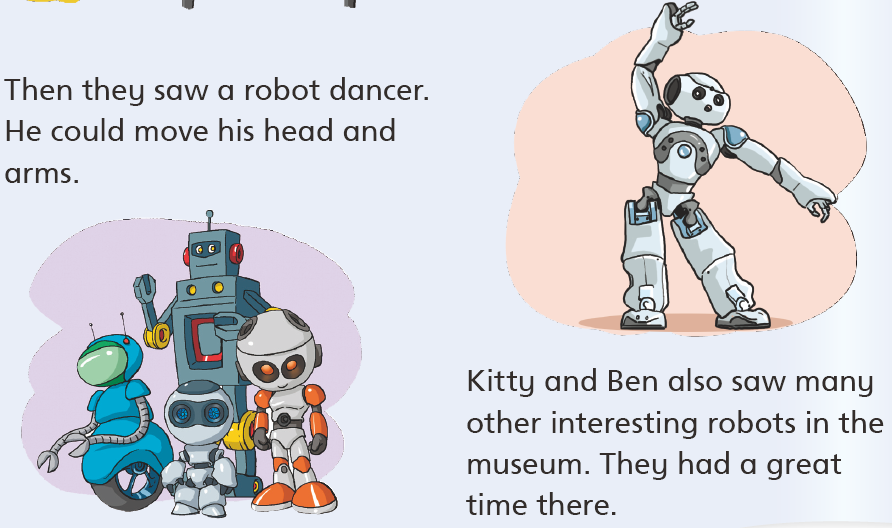 Then they saw a robot dancer.
He could move his head and
arms.
Kitty and Ben also saw many
other interesting robots in the
museum. They had a great
time there.